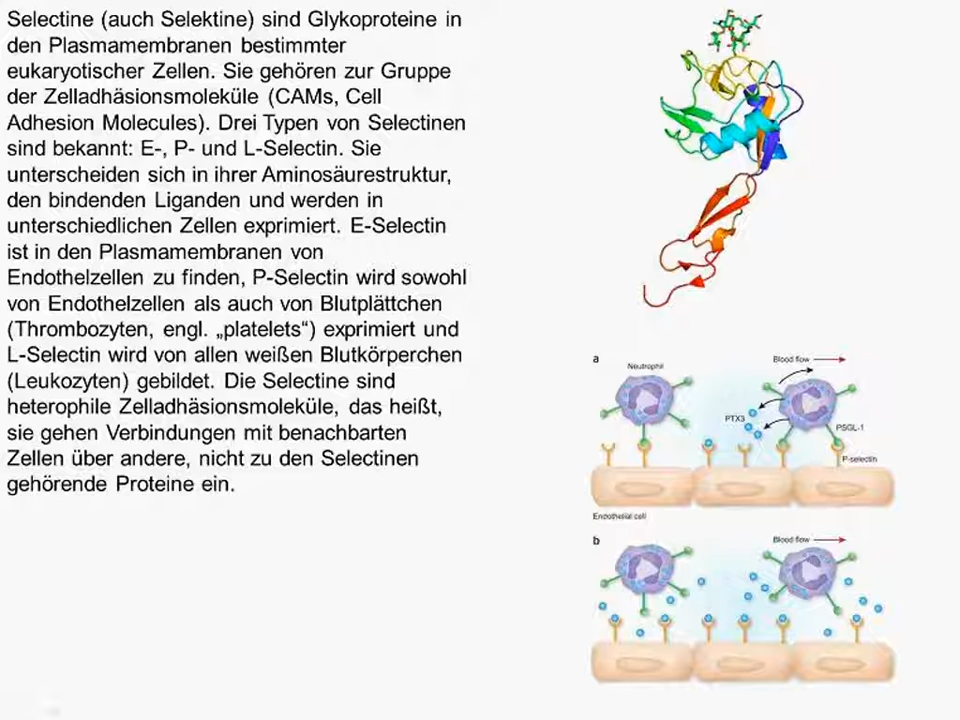 Selectine (auch Selektine) sind Glykoproteine in
den Plasmamembranen bestimmter
eukaryotischer Zellen. Sie gehören zur Gruppe
der Zelladhäsionsmoleküle (CAMs, Cell
Adhesion Molecules). Drei Typen von Selectinen
sind bekannt: E-, P- und L-Selectin. Sie
unterscheiden sich in ihrer Aminosäurestruktur,
den bindenden Liganden und werden in
unterschiedlichen Zellen exprimiert. E-Selectin
ist in den Plasmamembranen von
Endothelzellen zu finden, P-Selectin wird sowohl
von Endothelzellen als auch von Blutplättchen
(Thrombozyten, engl. „platelets“) exprimiert und
L-Selectin wird von allen weißen Blutkörperchen
(Leukozyten) gebildet. Die Selectine sind
heterophile Zelladhäsionsmoleküle, das heißt,
sie gehen Verbindungen mit benachbarten
Zellen über andere, nicht zu den Selectinen
gehörende Proteine ein.
a
Blood flow
Neutrophil
PTX3
PSGL-1
P-selectin
Endothelial cell
b
Blood flow